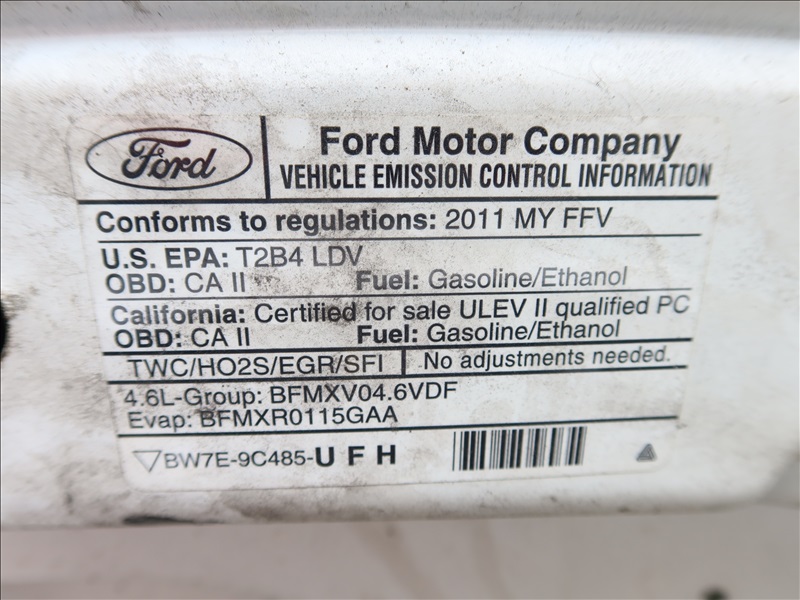 Ford
Ford Motor Company
VEHICLE EMISSION CONTROL INFORMATION
Conforms to regulations: 2011 MY FFV
U.S. EPA: T2B4 LDV
OBD: CA II Fuel: Gasoline/Ethanol
California: Certified for sale ULEV II qualified PC
OBD: CA II Fuel: Gasoline/Ethanol
TWC/HO2S/EGR/SFI No adjustments needed.
4.6L-Group: BFMXV04.6VDF
Evap: BFMXR0115GAA
BW7E-9C485-U F H